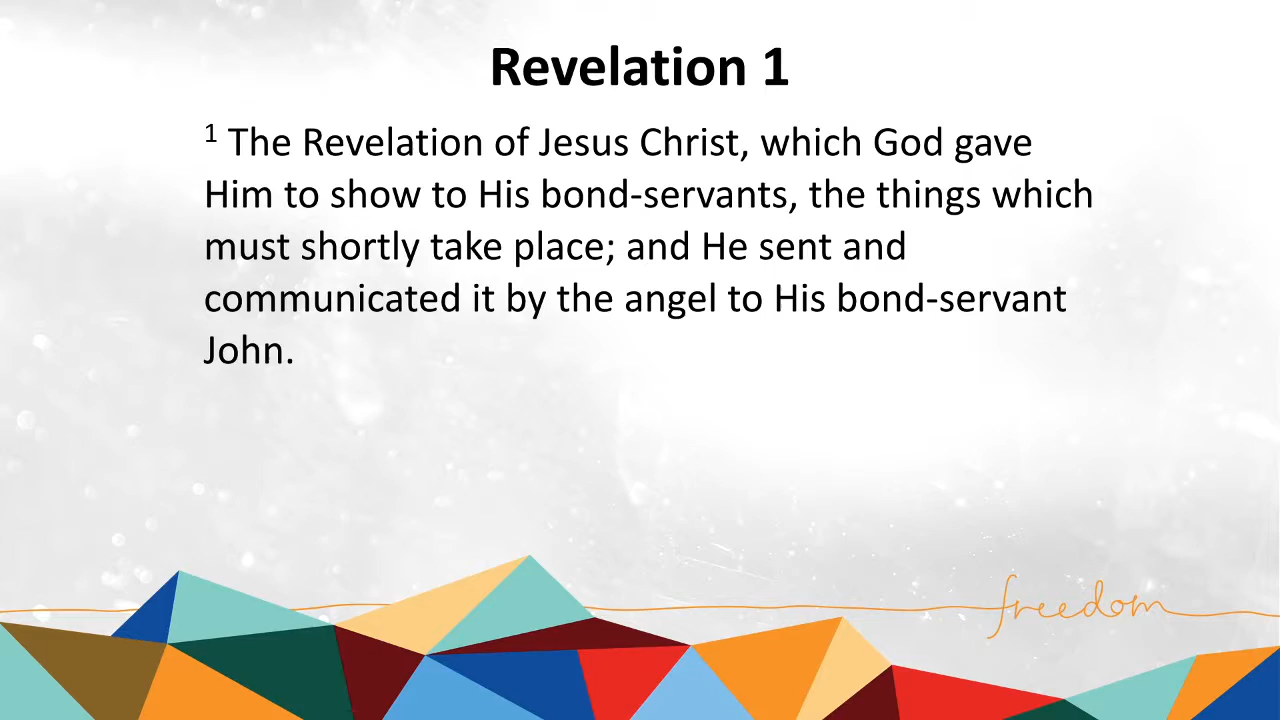 Revelation 1
¹ The Revelation of Jesus Christ, which God gave
Him to show to His bond-servants, the things which
must shortly take place; and He sent and
communicated it by the angel to His bond-servant
John.
freedom